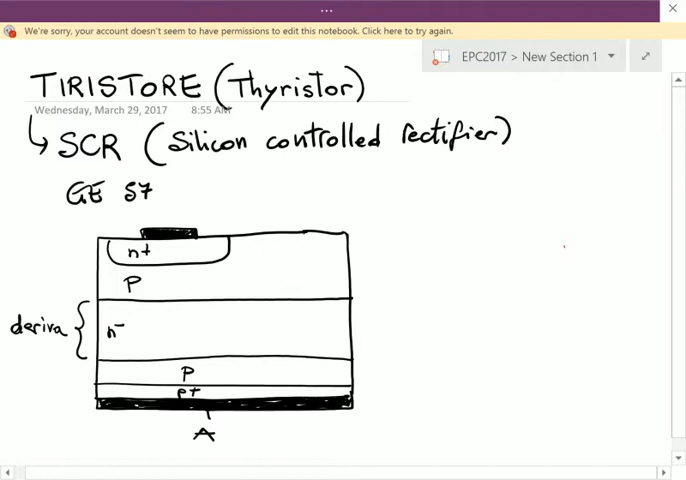 ...
We're sorry, your account doesn't seem to have permissions to edit this notebook. Click here to try again.
EPC2017 > New Section 1
TIRISTORE (Thyristor)
Wednesday, March 29, 2017 8:55 AM
↳ SCR (Silicon controlled rectifier)
GE 57
n+
P
deriva { n-
P
P+
A